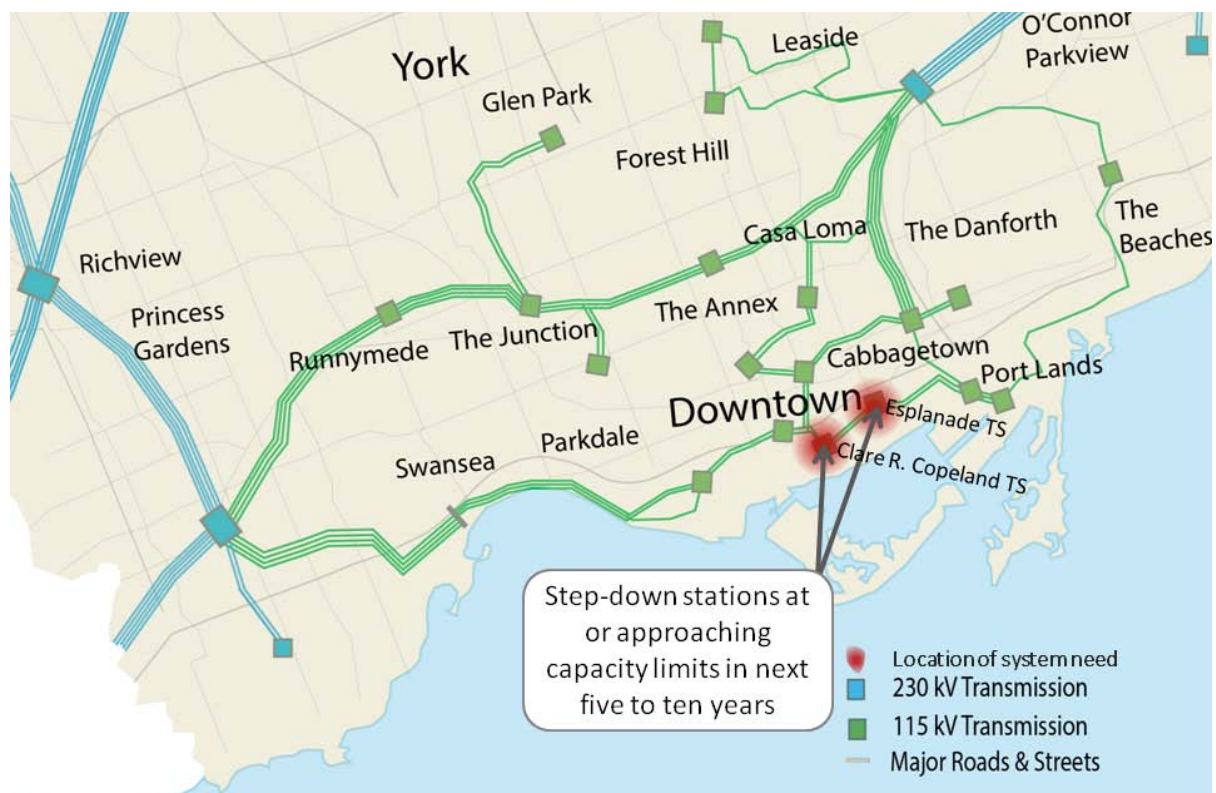 O'Connor
Parkview
Leaside
York
Glen Park
Forest Hill
Casa Loma
The Danforth
The
Beaches
Richview
Princess
Gardens
Runnymede
The Junction
The Annex
Cabbagetown
Port Lands
Downtown
Esplanade TS
Parkdale
Swansea
Clare R. Copeland TS
Step-down stations at
or approaching
capacity limits in next
five to ten years
Location of system need
230 kV Transmission
115 kV Transmission
Major Roads & Streets